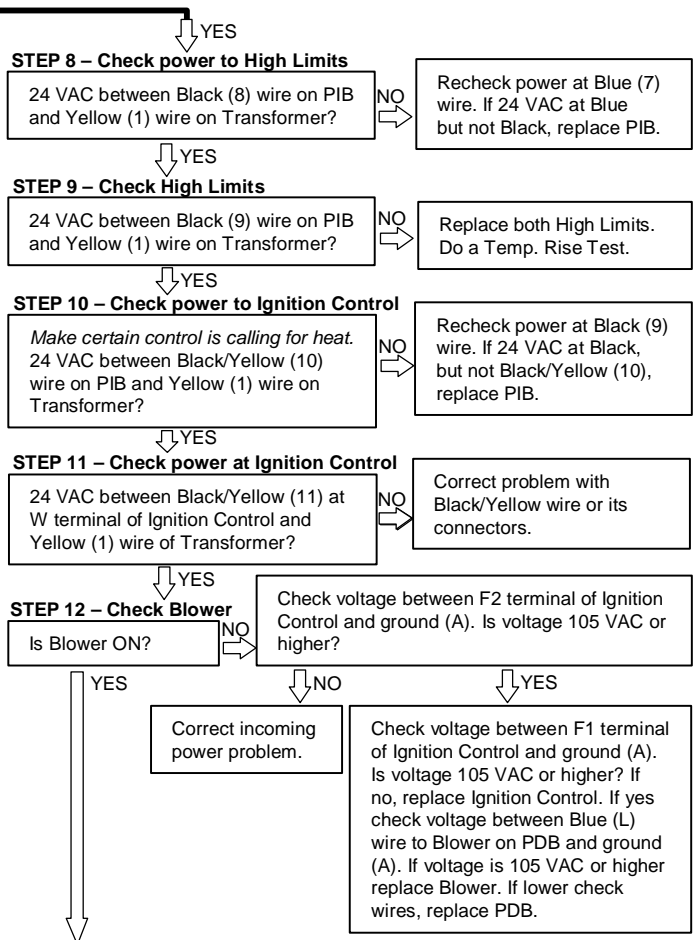 YES
STEP 8 – Check power to High Limits
24 VAC between Black (8) wire on PIB
and Yellow (1) wire on Transformer?
NO
Recheck power at Blue (7)
wire. If 24 VAC at Blue
but not Black, replace PIB.
YES
STEP 9 – Check High Limits
24 VAC between Black (9) wire on PIB
and Yellow (1) wire on Transformer?
NO
Replace both High Limits.
Do a Temp. Rise Test.
YES
STEP 10 – Check power to Ignition Control
Make certain control is calling for heat.
24 VAC between Black/Yellow (10)
wire on PIB and Yellow (1) wire on
Transformer?
NO
Recheck power at Black (9)
wire. If 24 VAC at Black,
but not Black/Yellow (10),
replace PIB.
YES
STEP 11 – Check power at Ignition Control
24 VAC between Black/Yellow (11) at
W terminal of Ignition Control and
Yellow (1) wire of Transformer?
NO
Correct problem with
Black/Yellow wire or its
connectors.
YES
STEP 12 – Check Blower
Is Blower ON?
NO
Check voltage between F2 terminal of Ignition
Control and ground (A). Is voltage 105 VAC or
higher?
YES
NO
YES
Correct incoming
power problem.
Check voltage between F1 terminal
of Ignition Control and ground (A).
Is voltage 105 VAC or higher? If
no, replace Ignition Control. If yes
check voltage between Blue (L)
wire to Blower on PDB and ground
(A). If voltage is 105 VAC or higher
replace Blower. If lower check
wires, replace PDB.